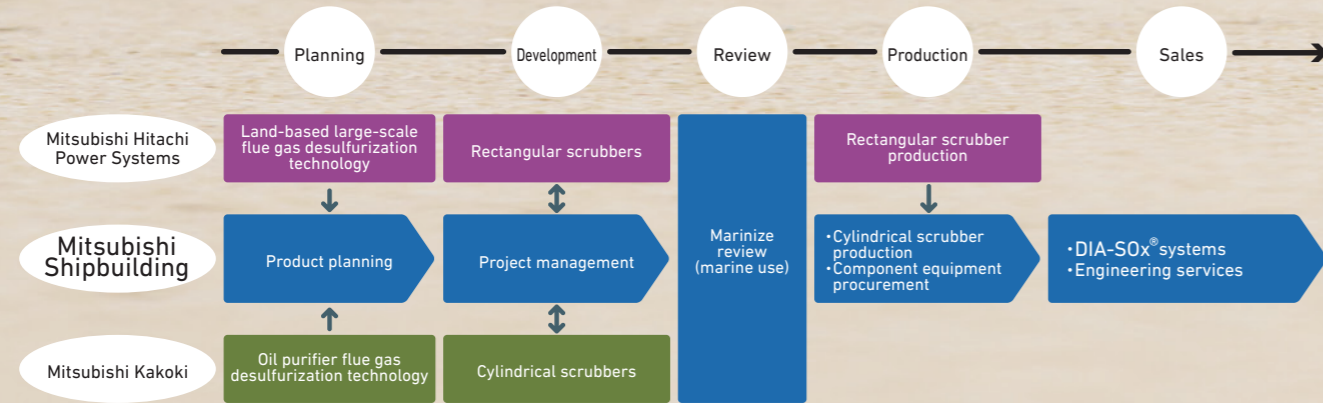 Planning
Development
Review
Production
Sales
Mitsubishi Hitachi
Power Systems
Land-based large-scale
flue gas desulfurization
technology
Rectangular scrubbers
Rectangular scrubber
production
Mitsubishi
Shipbuilding
Product planning
Project management
Marinize
review
(marine use)
・Cylindrical scrubber
production
・Component equipment
procurement
・DIA-SOx® systems
・Engineering services
Mitsubishi Kakoki
Oil purifier flue gas
desulfurization technology
Cylindrical scrubbers